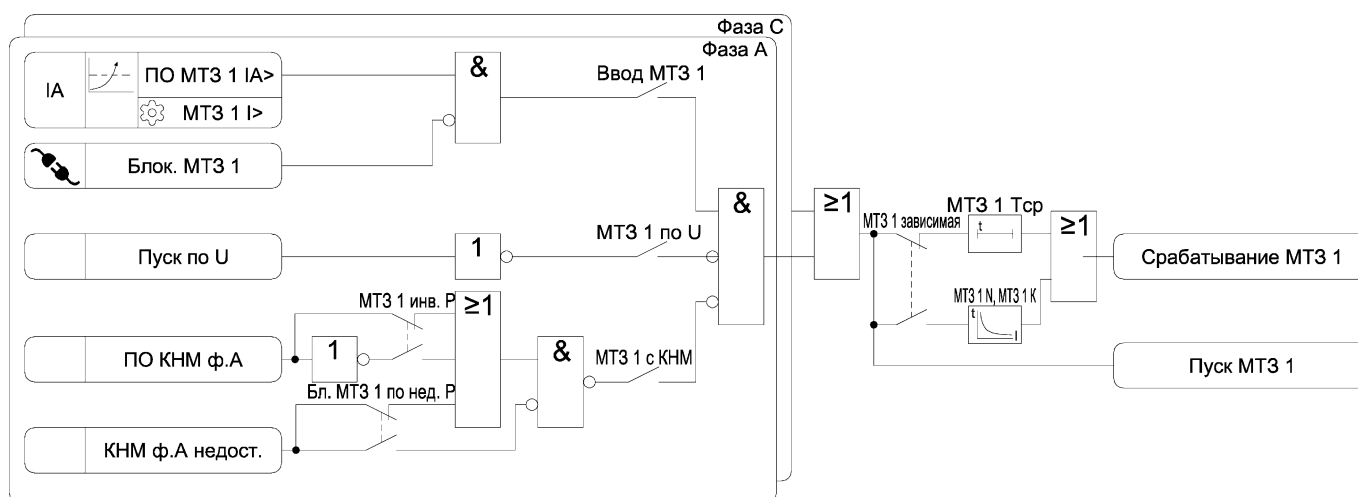 Фаза С
Фаза А
IA
ПО МТЗ 1 IA>
МТЗ 1 I>
&
Ввод МТЗ 1
Блок. МТЗ 1
&
≥1
МТЗ 1 зависимая
МТЗ 1 Тср
t
≥1
Пуск по U
1
МТЗ 1 по U
Срабатывание МТЗ 1
МТЗ 1 N, МТЗ 1 К
t
I
МТЗ 1 инв. Р
≥1
ПО КНМ ф.А
1
&
МТЗ 1 с КНМ
Пуск МТЗ 1
Бл. МТЗ 1 по нед. Р
КНМ ф.А недост.